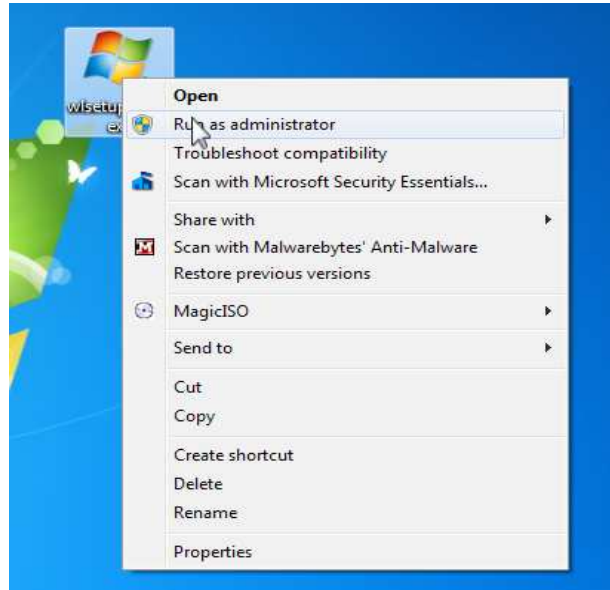 wlsetup
Open
Run as administrator
Troubleshoot compatibility
Scan with Microsoft Security Essentials...
Share with
Scan with Malwarebytes' Anti-Malware
Restore previous versions
MagicISO
Send to
Cut
Copy
Create shortcut
Delete
Rename
Properties